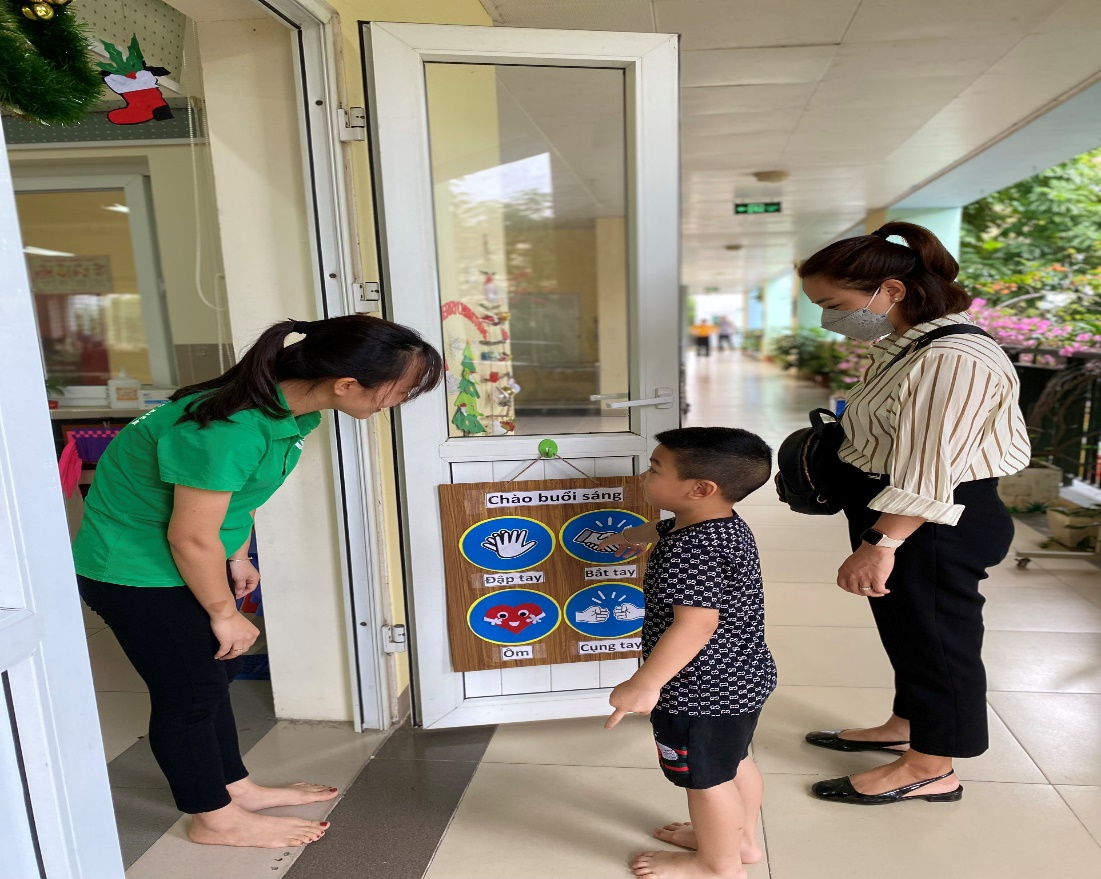 Chào buổi sáng
Đập tay
Bắt tay
Ôm
Cụng tay